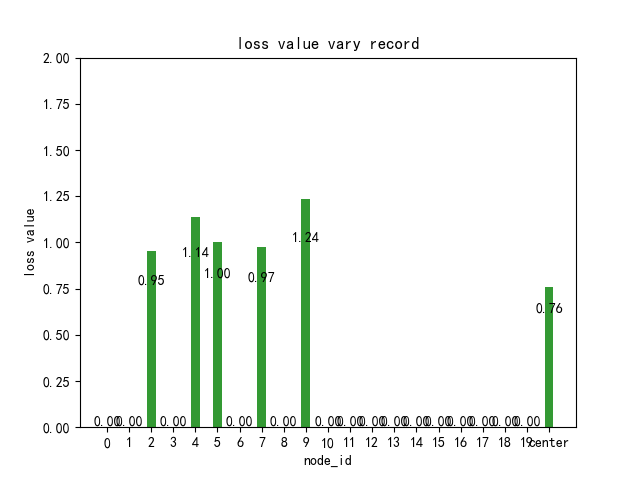 loss value vary record
2.00
1.75
1.50
1.25
1.00
0.75
0.50
0.25
0.00
loss value
0.00 0.00 0.95 0.00 1.14 1.00 0.00 0.97 0.00 1.24 0.00 0.00 0.00 0.00 0.00 0.00 0.00 0.00 0.00 0.00 0.76
0 1 2 3 4 5 6 7 8 9 10 11 12 13 14 15 16 17 18 19 center
node_id